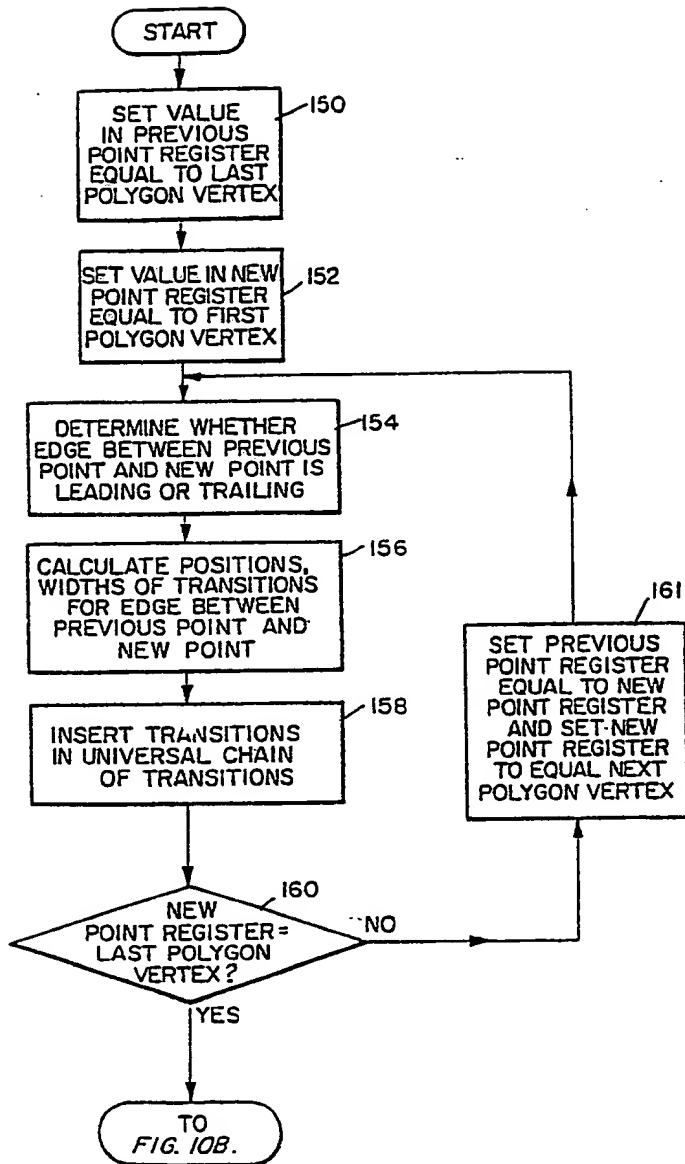 START
150
SET VALUE
IN PREVIOUS
POINT REGISTER
EQUAL TO LAST
POLYGON VERTEX
152
SET VALUE IN NEW
POINT REGISTER
EQUAL TO FIRST
POLYGON VERTEX
154
DETERMINE WHETHER
EDGE BETWEEN PREVIOUS
POINT AND NEW POINT IS
LEADING OR TRAILING
156
CALCULATE POSITIONS,
WIDTHS OF TRANSITIONS
FOR EDGE BETWEEN
PREVIOUS POINT AND
NEW POINT
158
INSERT TRANSITIONS
IN UNIVERSAL CHAIN
OF TRANSITIONS
160
NEW
POINT REGISTER=
LAST POLYGON
VERTEX?
NO
YES
161
SET PREVIOUS
POINT REGISTER
EQUAL TO NEW
POINT REGISTER
AND SET-NEW
POINT REGISTER
TO EQUAL NEXT
POLYGON VERTEX
TO
FIG. 10B.